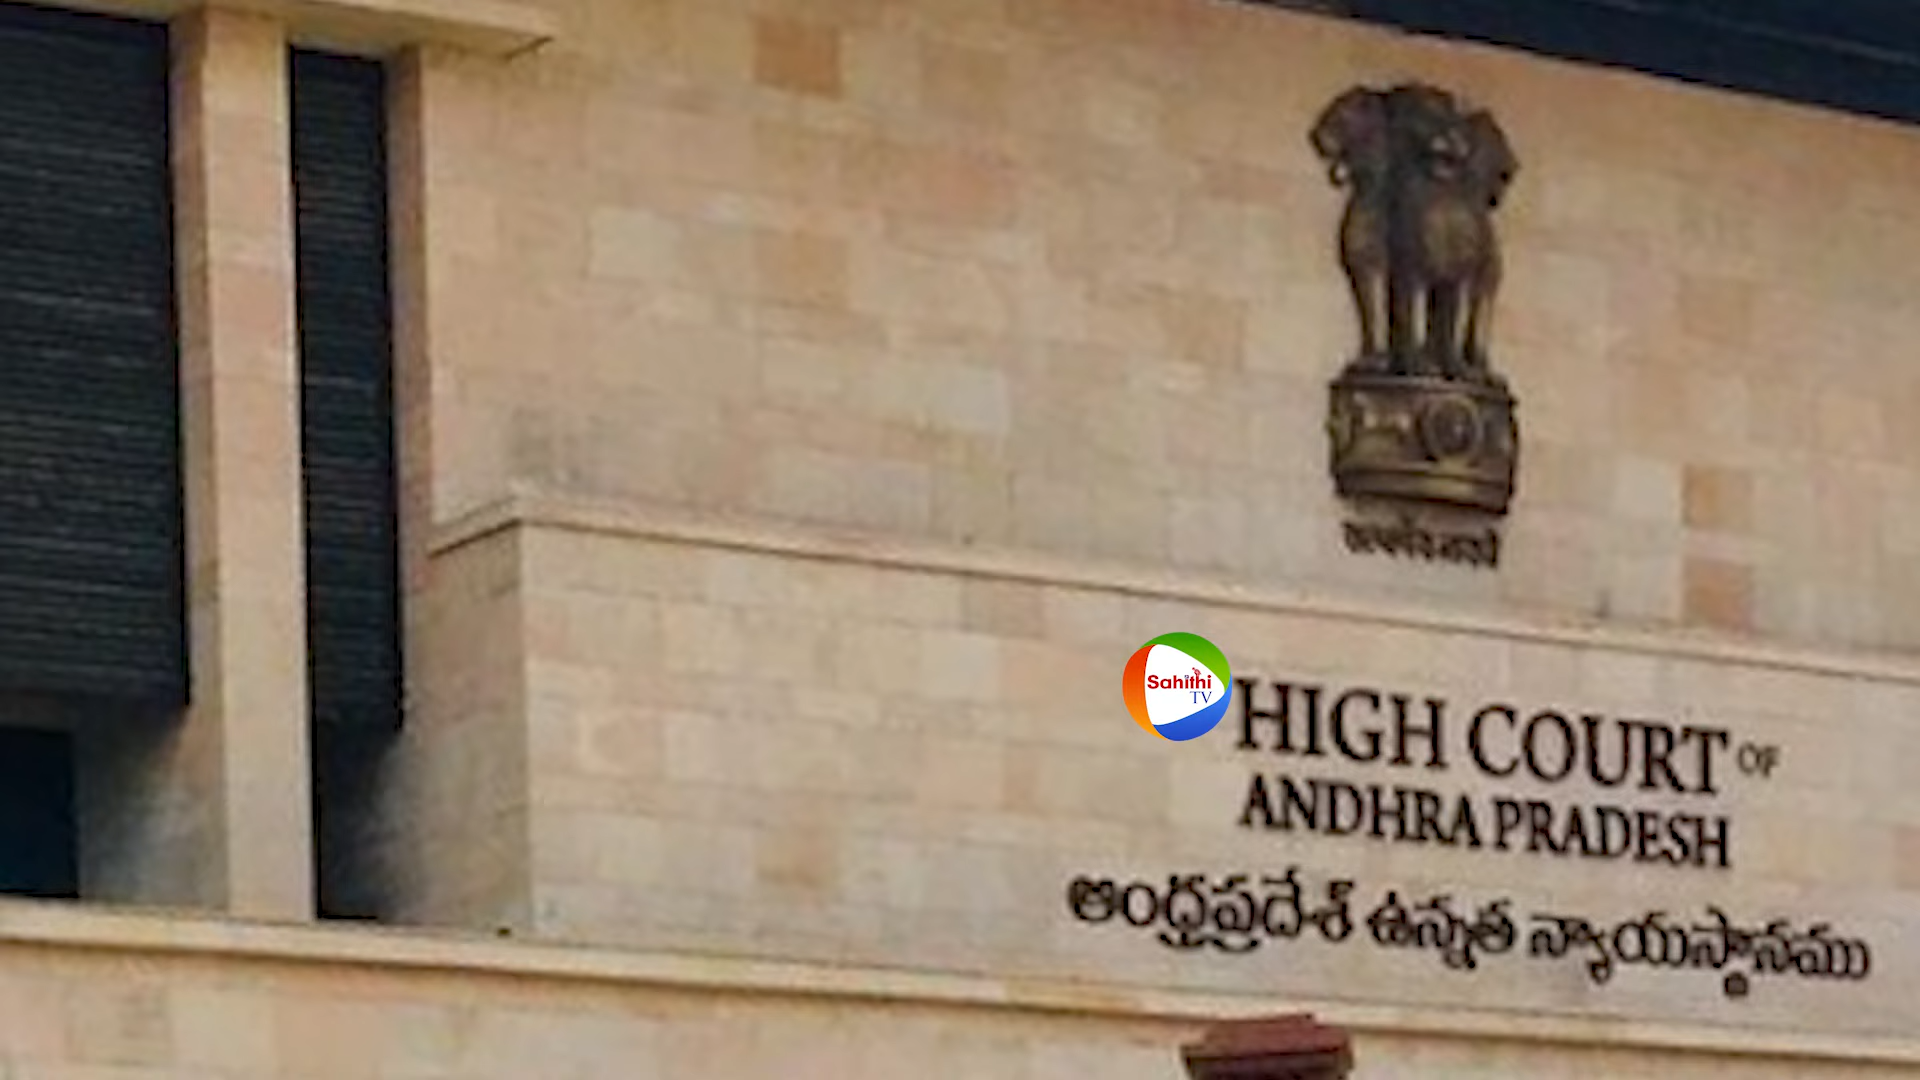 Sahithi
TV
HIGH COURT OF
ANDHRA PRADESH
ఆంధ్రప్రదేశ్ ఉన్నత న్యాయస్థానము